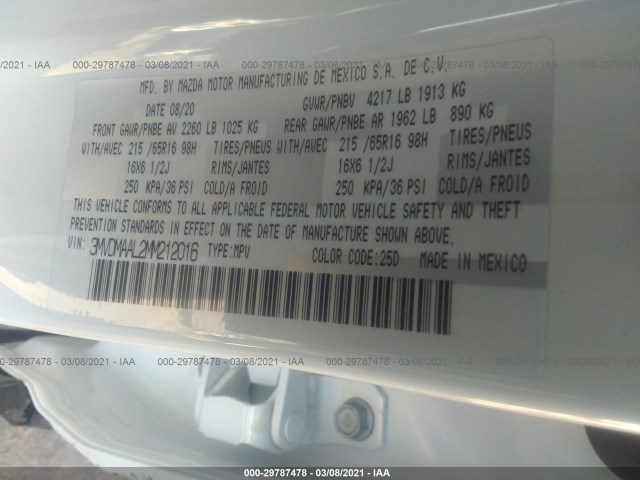 000-29787478 - 03/08/2021 - IAA 000-29787478 - 03/08/2021 - IAA 000-29787478 - 03/08/2021 - IAA
MFD. BY MAZDA MOTOR MANUFACTURING DE MEXICO S.A. DE C.V.
DATE 08/20 GVWR/PNBV 4217 LB 1913 KG
FRONT GAWR/PNBE AV 2260 LB 1025 KG REAR GAWR/PNBE AR 1962 LB 890 KG
WITH/AVEC 215 /65R16 98H TIRES/PNEUS WITH/AVEC 215 /65R16 98H TIRES/PNEUS
16X6 1/2J RIMS/JANTES 16X6 1/2J RIMS/JANTES
250 KPA/36 PSI COLD/A FROID 250 KPA/36 PSI COLD/A FROID
THIS VEHICLE CONFORMS TO ALL APPLICABLE FEDERAL MOTOR VEHICLE SAFETY AND THEFT
PREVENTION STANDARDS IN EFFECT ON THE DATE OF MANUFACTURE SHOWN ABOVE.
VIN: 3MVDMAAL2MM212016 TYPE:MPV COLOR CODE:25D MADE IN MEXICO
000-29787478 - 03/08/2021 - IAA 000-29787478 - 03/08/2021 - IAA 000-29787478 - 03/08/2021 - IAA
000-29787478 - 03/08/2021 - IAA